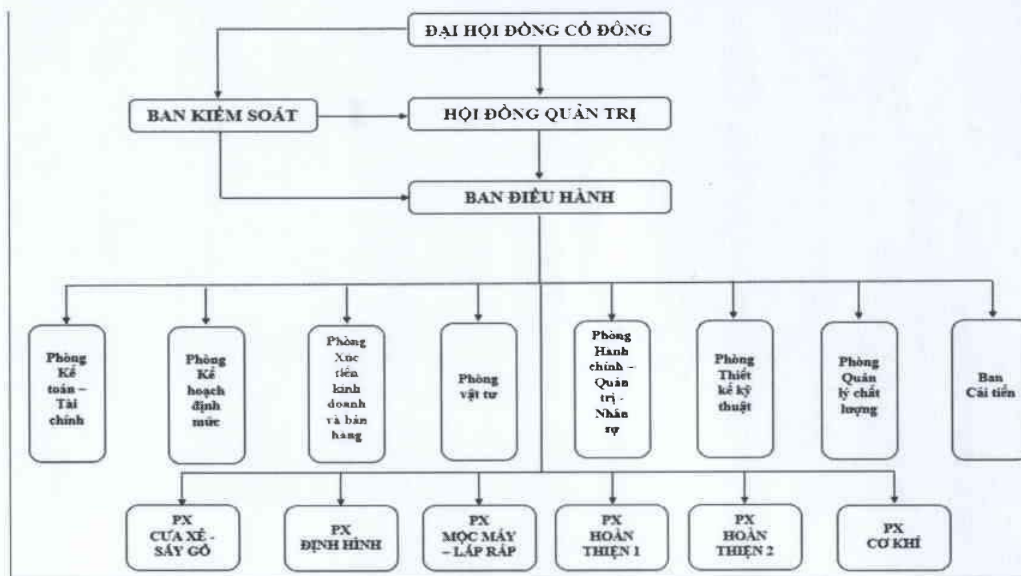 ĐẠI HỘI ĐỒNG CỔ ĐÔNG
BAN KIỂM SOÁT
HỘI ĐỒNG QUẢN TRỊ
BAN ĐIỀU HÀNH
Phòng
Kế
toán –
Tài
chính
Phòng
Kế
hoạch
định
mức
Phòng
Xúc
tiến
kinh
doanh
và bán
hàng
Phòng
vật tư
Phòng
Hành
chính –
Quản
trị -
Nhân
sự
Phòng
Thiết
kế kỹ
thuật
Phòng
Quản
lý chất
lượng
Ban
Cải tiến
PX
CƯA XẺ -
SẤY GỖ
PX
ĐỊNH HÌNH
PX
MỘC MÁY
– LẮP RÁP
PX
HOÀN
THIỆN 1
PX
HOÀN
THIỆN 2
PX
CƠ KHÍ